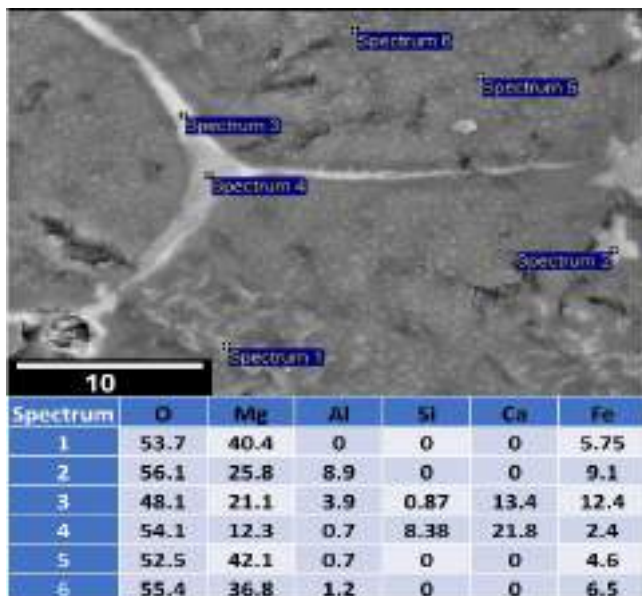 Spectrum 6
Spectrum 5
Spectrum 3
Spectrum 4
Spectrum 2
Spectrum 1
10
Spectrum O Mg Al Si Ca Fe
1 53.7 40.4 0 0 0 5.75
2 56.1 25.8 8.9 0 0 9.1
3 48.1 21.1 3.9 0.87 13.4 12.4
4 54.1 12.3 0.7 8.38 21.8 2.4
5 52.5 42.1 0.7 0 0 4.6
6 55.4 36.8 1.2 0 0 6.5